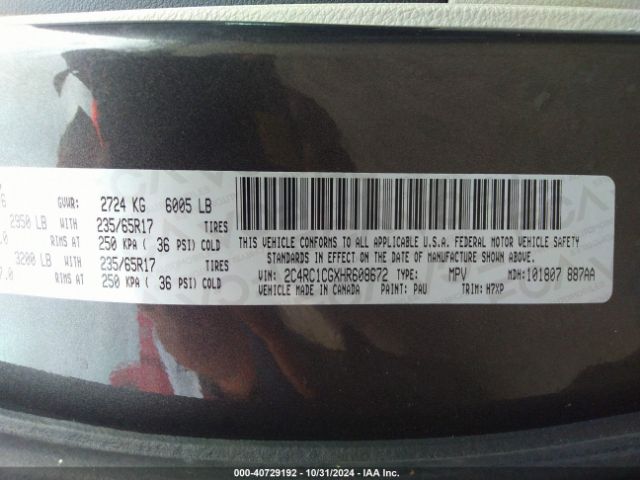 GVWR: 2724 KG 6005 LB
2950 LB WITH 235/65R17 TIRES
RIMS AT 250 KPA ( 36 PSI) COLD
3200 LB WITH 235/65R17 TIRES
7.0 RIMS AT 250 KPA ( 36 PSI) COLD
THIS VEHICLE CONFORMS TO ALL APPLICABLE U.S.A. FEDERAL MOTOR VEHICLE SAFETY
STANDARDS IN EFFECT ON THE DATE OF MANUFACTURE SHOWN ABOVE.
VIN: 2C4RC1CGXHR608672 TYPE: MPV MDH: 101807 887AA
VEHICLE MADE IN CANADA PAINT: PAU TRIM: H7XP
000-40729192 - 10/31/2024 - IAA Inc.